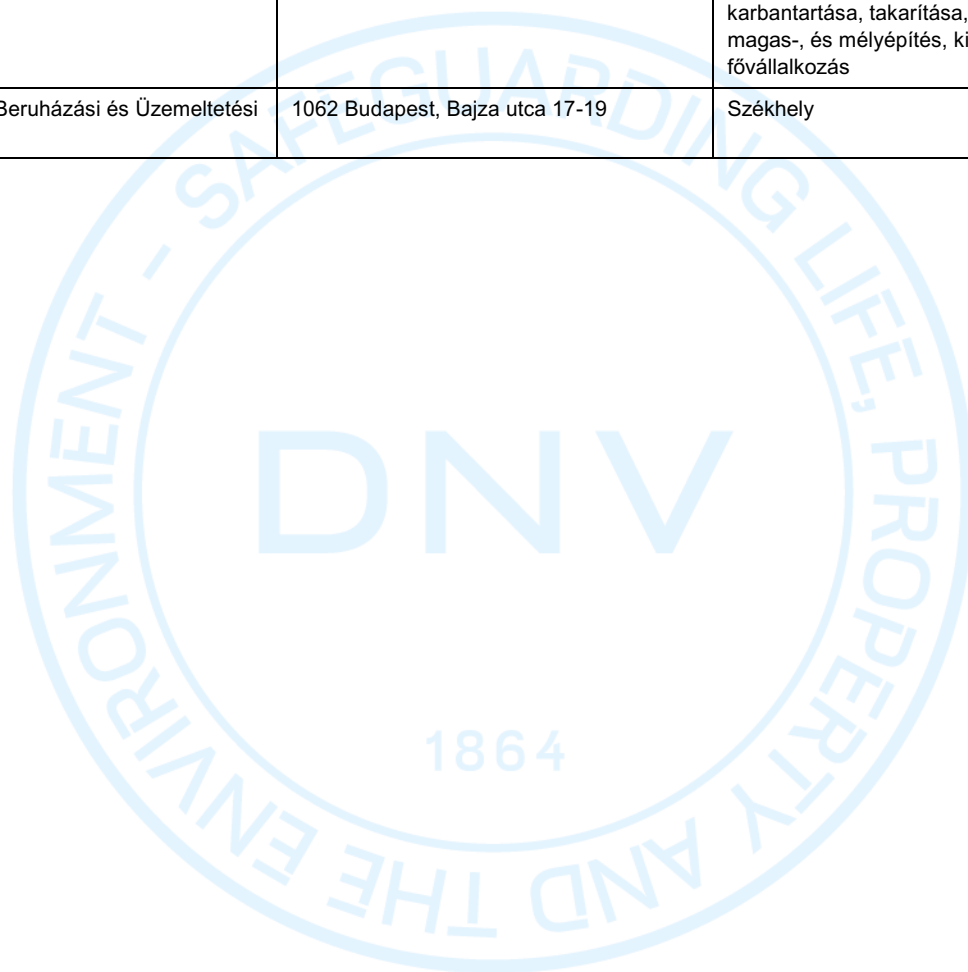 karbantartása, takarítása,
magas-, és mélyépítés,
fővállalkozás
Beruházási és Üzemeltetési 1062 Budapest, Bajza utca 17-19 Székhely
SAFEGUARDING LIFE, PROPERTY AND THE ENVIRONMENT -
DNV
1864